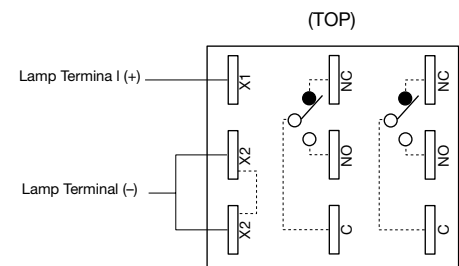 (TOP)
Lamp Termina l (+)
X1
NC
NC
X2
NO
NO
Lamp Terminal (–)
X2
C
C